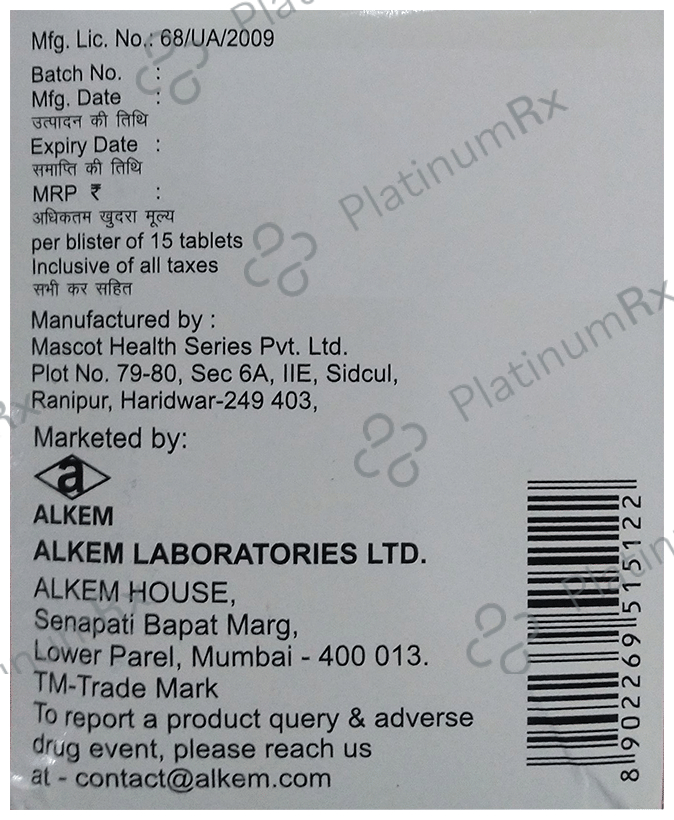 Mfg. Lic. No.: 68/UA/2009
Batch No. :
Mfg. Date :
उत्पादन की तिथि
Expiry Date :
समाप्ति की तिथि
MRP ₹ :
अधिकतम खुदरा मूल्य
per blister of 15 tablets
Inclusive of all taxes
सभी कर सहित
Manufactured by :
Mascot Health Series Pvt. Ltd.
Plot No. 79-80, Sec 6A, IIE, Sidcul,
Ranipur, Haridwar-249 403,
Marketed by:
a
ALKEM
ALKEM LABORATORIES LTD.
ALKEM HOUSE,
Senapati Bapat Marg,
Lower Parel, Mumbai - 400 013.
TM-Trade Mark
To report a product query & adverse
drug event, please reach us
at - contact@alkem.com
8 902269 515122
PlatinumRx
PlatinumRx